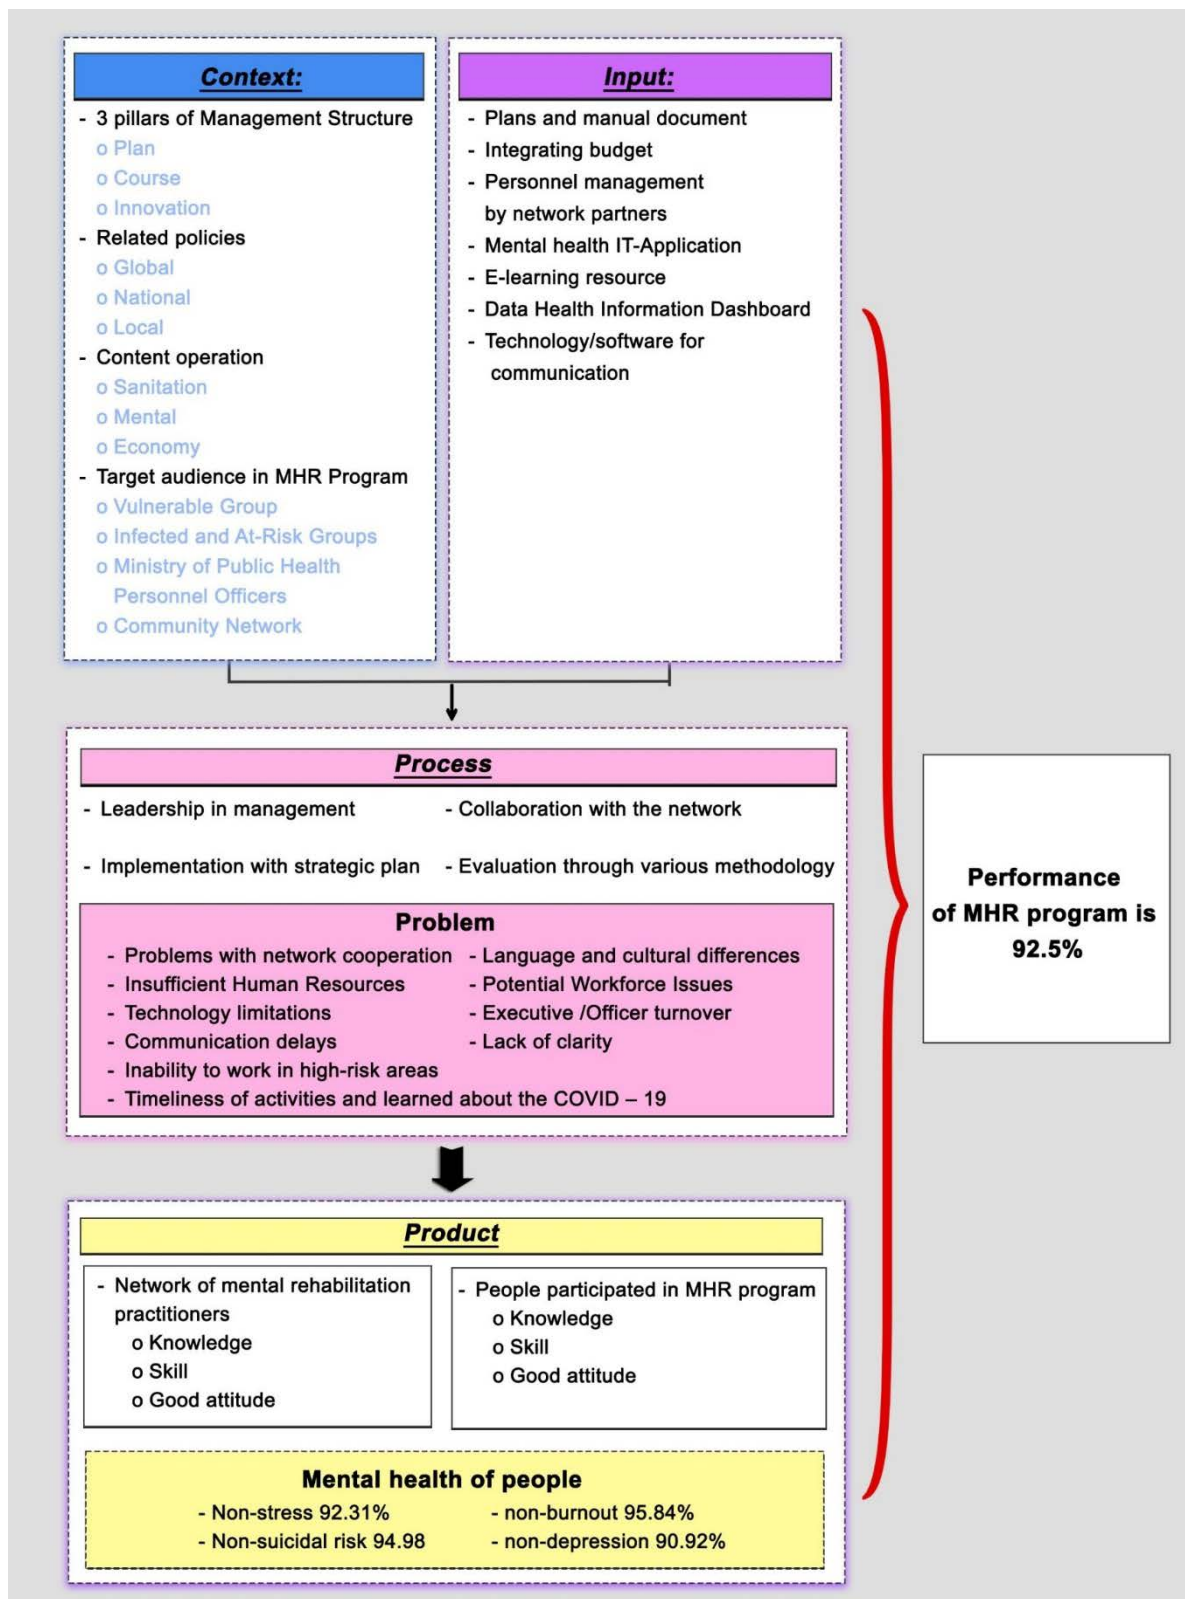 Context:
- 3 pillars of Management Structure
o Plan
o Course
o Innovation
- Related policies
o Global
o National
o Local
- Content operation
o Sanitation
o Mental
o Economy
- Target audience in MHR Program
o Vulnerable Group
o Infected and At-Risk Groups
o Ministry of Public Health
Personnel Officers
o Community Network
Input:
- Plans and manual document
- Integrating budget
- Personnel management
by network partners
- Mental health IT-Application
- E-learning resource
- Data Health Information Dashboard
- Technology/software for
communication
Process
- Leadership in management
- Collaboration with the network
- Implementation with strategic plan
- Evaluation through various methodology
Problem
- Problems with network cooperation
- Language and cultural differences
- Insufficient Human Resources
- Potential Workforce Issues
- Technology limitations
- Executive /Officer turnover
- Communication delays
- Lack of clarity
- Inability to work in high-risk areas
- Timeliness of activities and learned about the COVID – 19
Product
- Network of mental rehabilitation
practitioners
o Knowledge
o Skill
o Good attitude
- People participated in MHR program
o Knowledge
o Skill
o Good attitude
Mental health of people
- Non-stress 92.31%
- non-burnout 95.84%
- Non-suicidal risk 94.98
- non-depression 90.92%
Performance
of MHR program is
92.5%